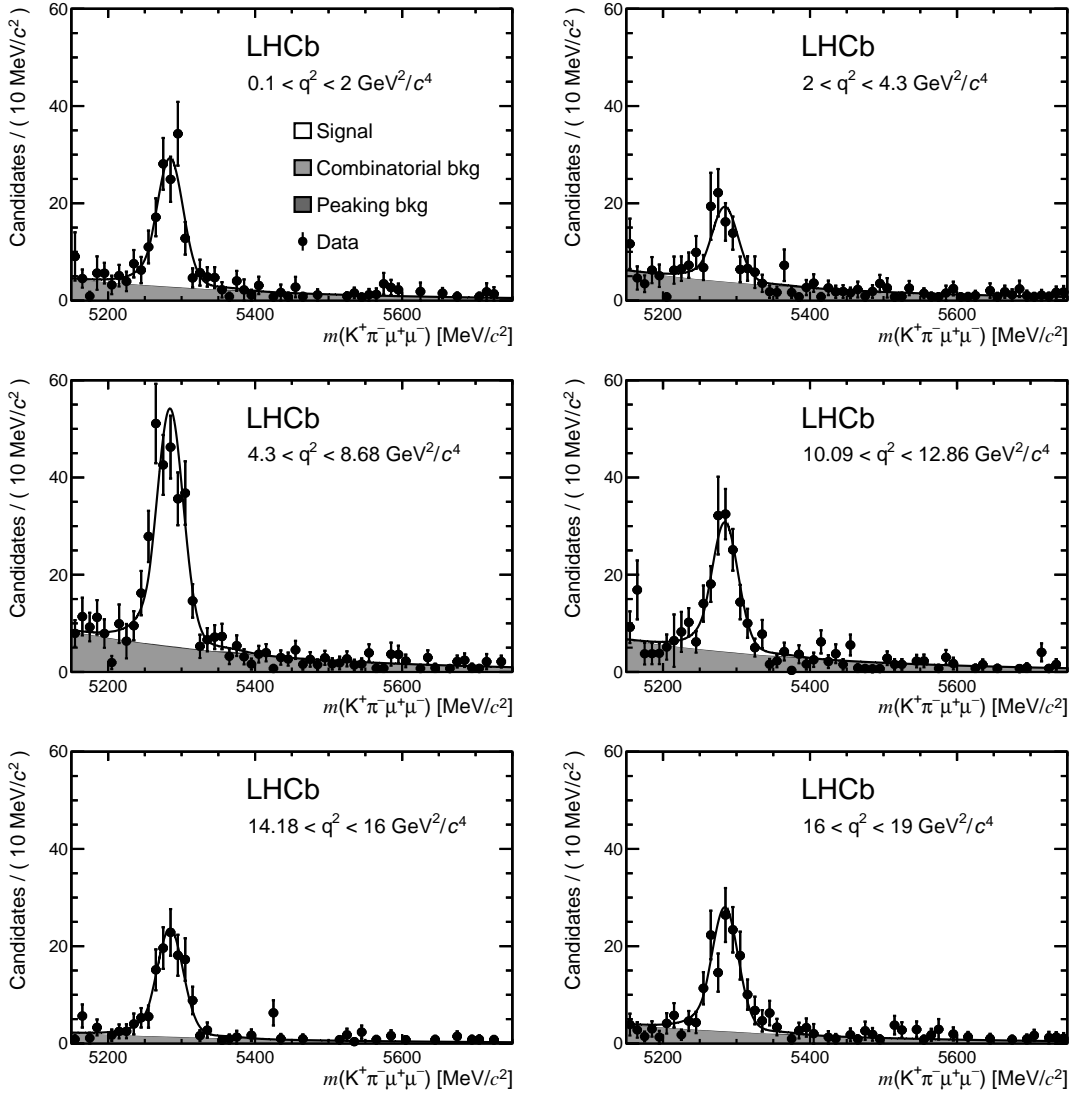 LHCb
0.1 < q² < 2 GeV²/c⁴
Signal
Combinatorial bkg
Peaking bkg
Data
Candidates / ( 10 MeV/c² )
60
40
20
0
5200 5400 5600
m(K⁺π⁻μ⁺μ⁻) [MeV/c²]
LHCb
2 < q² < 4.3 GeV²/c⁴
Candidates / ( 10 MeV/c² )
60
40
20
0
5200 5400 5600
m(K⁺π⁻μ⁺μ⁻) [MeV/c²]
LHCb
4.3 < q² < 8.68 GeV²/c⁴
Candidates / ( 10 MeV/c² )
60
40
20
0
5200 5400 5600
m(K⁺π⁻μ⁺μ⁻) [MeV/c²]
LHCb
10.09 < q² < 12.86 GeV²/c⁴
Candidates / ( 10 MeV/c² )
60
40
20
0
5200 5400 5600
m(K⁺π⁻μ⁺μ⁻) [MeV/c²]
LHCb
14.18 < q² < 16 GeV²/c⁴
Candidates / ( 10 MeV/c² )
60
40
20
0
5200 5400 5600
m(K⁺π⁻μ⁺μ⁻) [MeV/c²]
LHCb
16 < q² < 19 GeV²/c⁴
Candidates / ( 10 MeV/c² )
60
40
20
0
5200 5400 5600
m(K⁺π⁻μ⁺μ⁻) [MeV/c²]